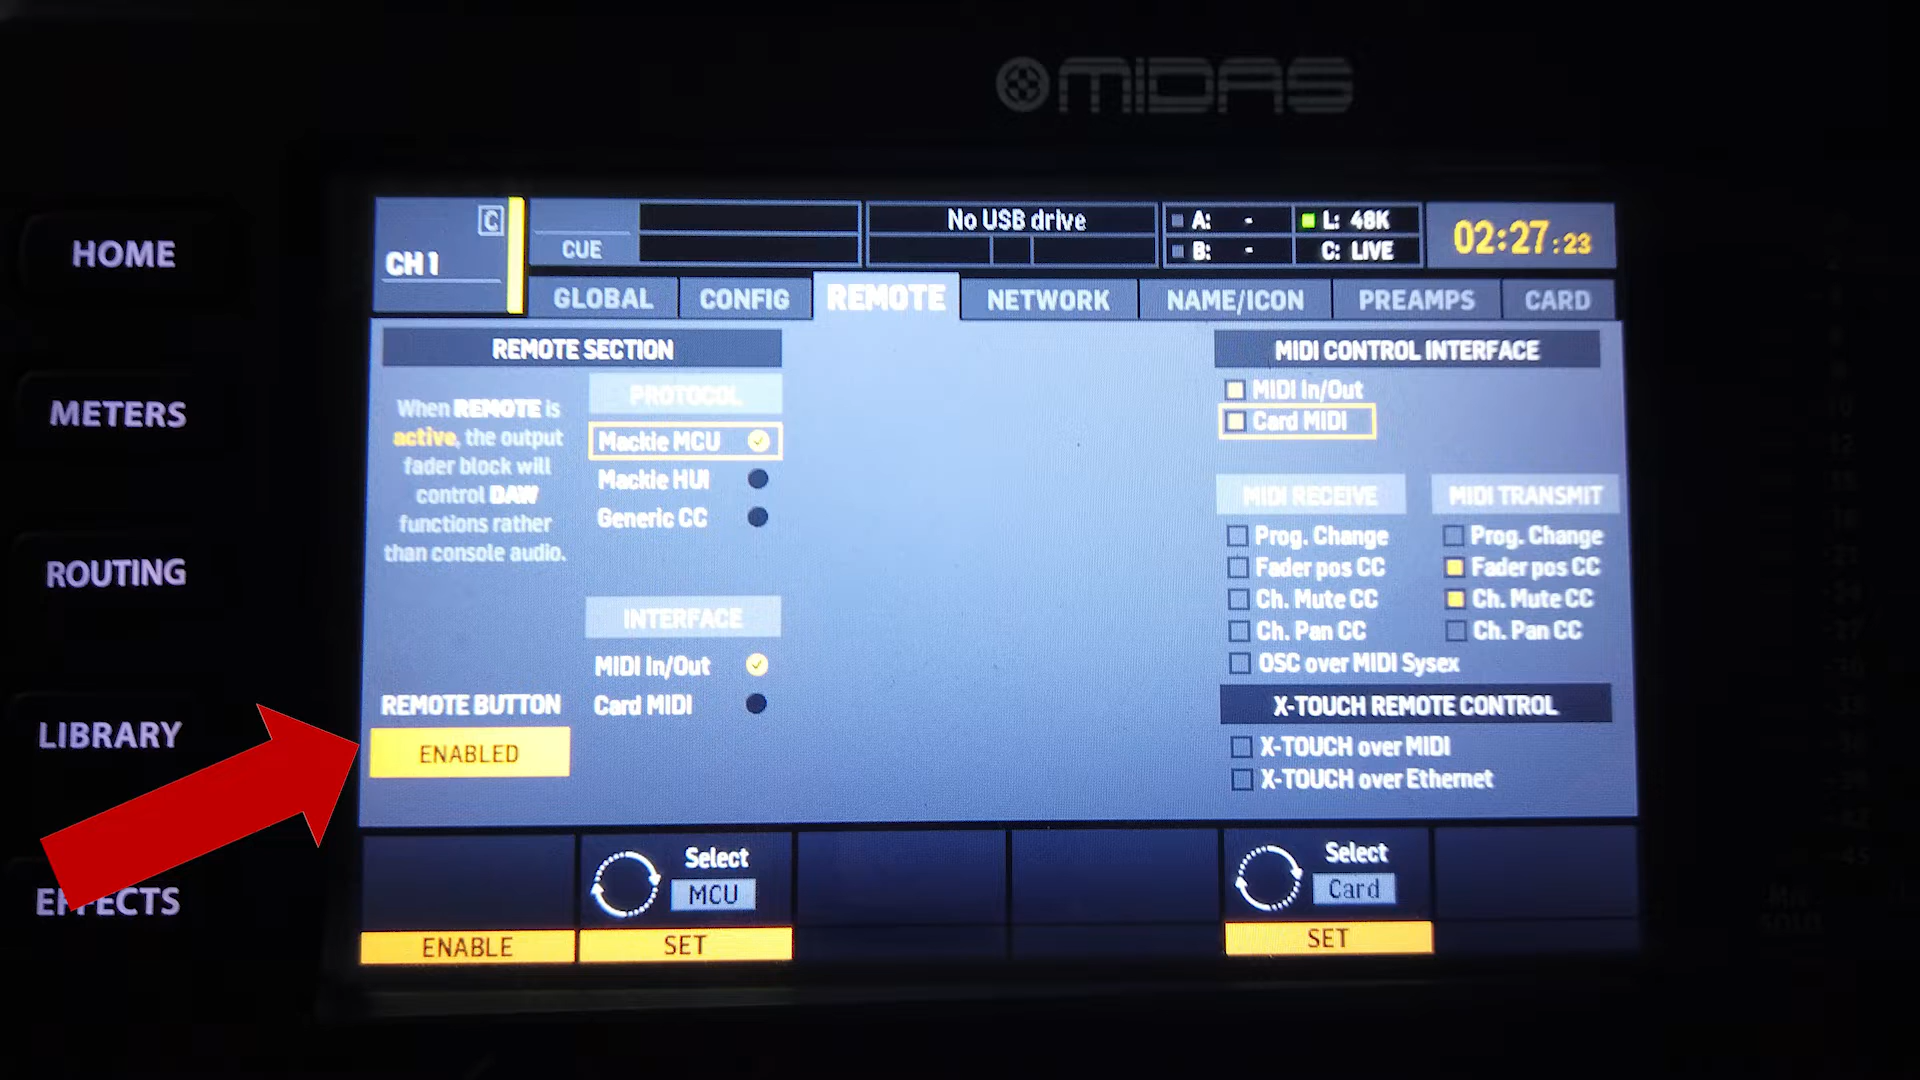 MIDAS
HOME
METERS
ROUTING
LIBRARY
EFFECTS
CH1
C
CUE
No USB drive
A: -
B: -
L: 48K
C: LIVE
02:27:23
GLOBAL
CONFIG
REMOTE
NETWORK
NAME/ICON
PREAMPS
CARD
REMOTE SECTION
When REMOTE is
active, the output
fader block will
control DAW
functions rather
than console audio.
REMOTE BUTTON
ENABLED
PROTOCOL
Mackie MCU
Mackie HUI
Generic CC
INTERFACE
MIDI In/Out
Card MIDI
MIDI CONTROL INTERFACE
MIDI In/Out
Card MIDI
MIDI RECEIVE
Prog. Change
Fader pos CC
Ch. Mute CC
Ch. Pan CC
OSC over MIDI Sysex
MIDI TRANSMIT
Prog. Change
Fader pos CC
Ch. Mute CC
Ch. Pan CC
X-TOUCH REMOTE CONTROL
X-TOUCH over MIDI
X-TOUCH over Ethernet
ENABLE
Select
MCU
SET
Select
Card
SET